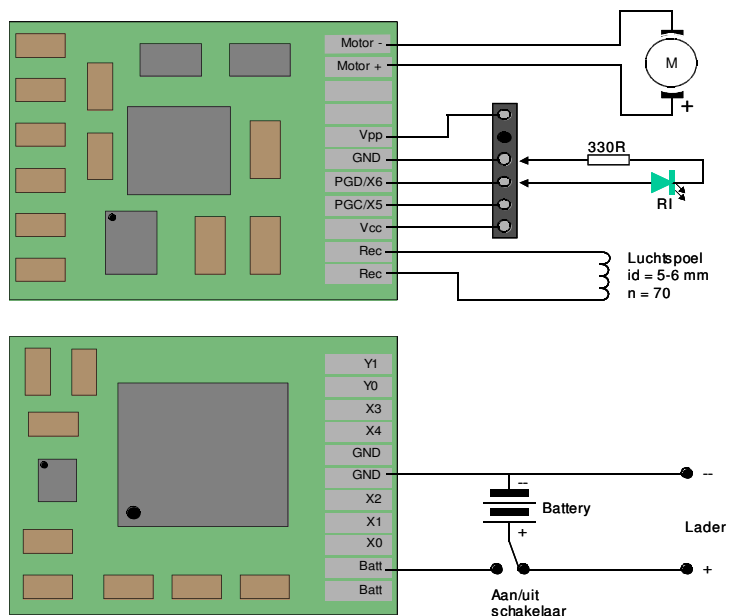 Motor -
Motor +
Vpp
GND
PGD/X6
PGC/X5
Vcc
Rec
Rec
M
+
330R
RI
Luchtspoel
id = 5-6 mm
n = 70
Y1
Y0
X3
X4
GND
GND
X2
X1
X0
Batt
Batt
--
Battery
+
--
Lader
+
Aan/uit
schakelaar